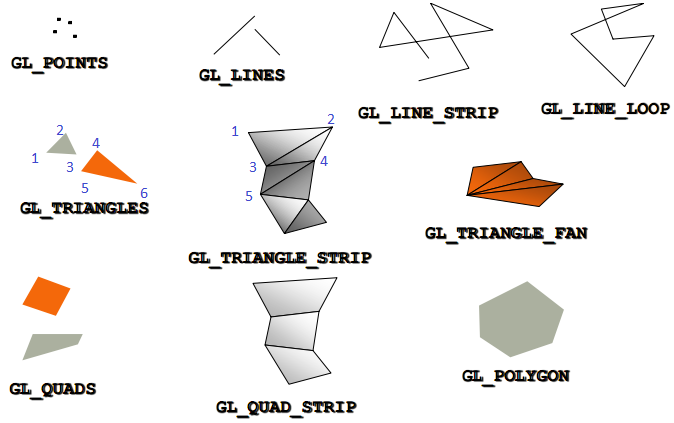 GL_POINTS
GL_LINES
GL_LINE_STRIP
GL_LINE_LOOP
1
2
3
4
5
6
GL_TRIANGLES
1
2
3
4
5
GL_TRIANGLE_STRIP
GL_TRIANGLE_FAN
GL_QUADS
GL_QUAD_STRIP
GL_POLYGON